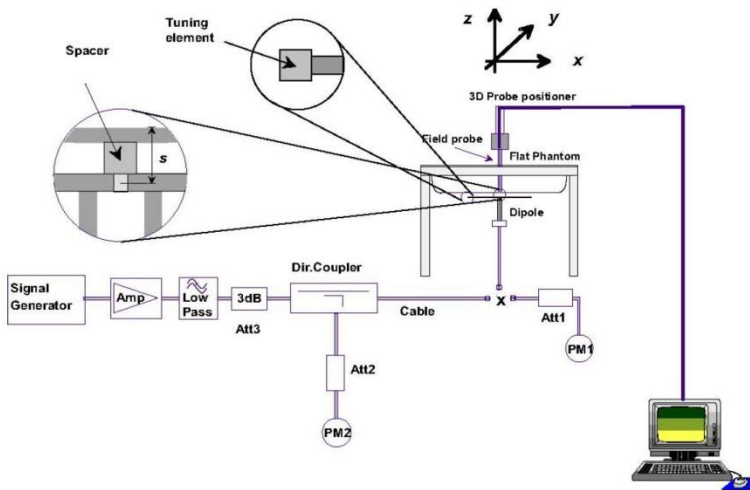 Tuning
element
z
y
x
Spacer
3D Probe positioner
Field probe
Flat Phantom
s
Dipole
Dir.Coupler
Signal
Generator
Amp
Low
Pass
3dB
Cable
x
Att1
Att3
PM1
Att2
PM2